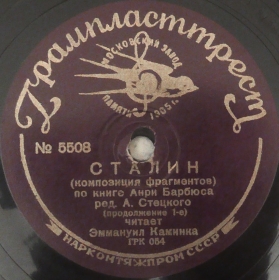 Грампласттрест
МОСКОВСКИЙ ЗАВОД
ПАМЯТИ 1905 г.
№ 5508
СТАЛИН
(композиция фрагментов)
по книге Анри Барбюса
ред. А. Стецкого
(продолжение 1-е)
читает
Эммануил Каминка
ГРК 054
НАРКОМТЯЖПРОМ СССР